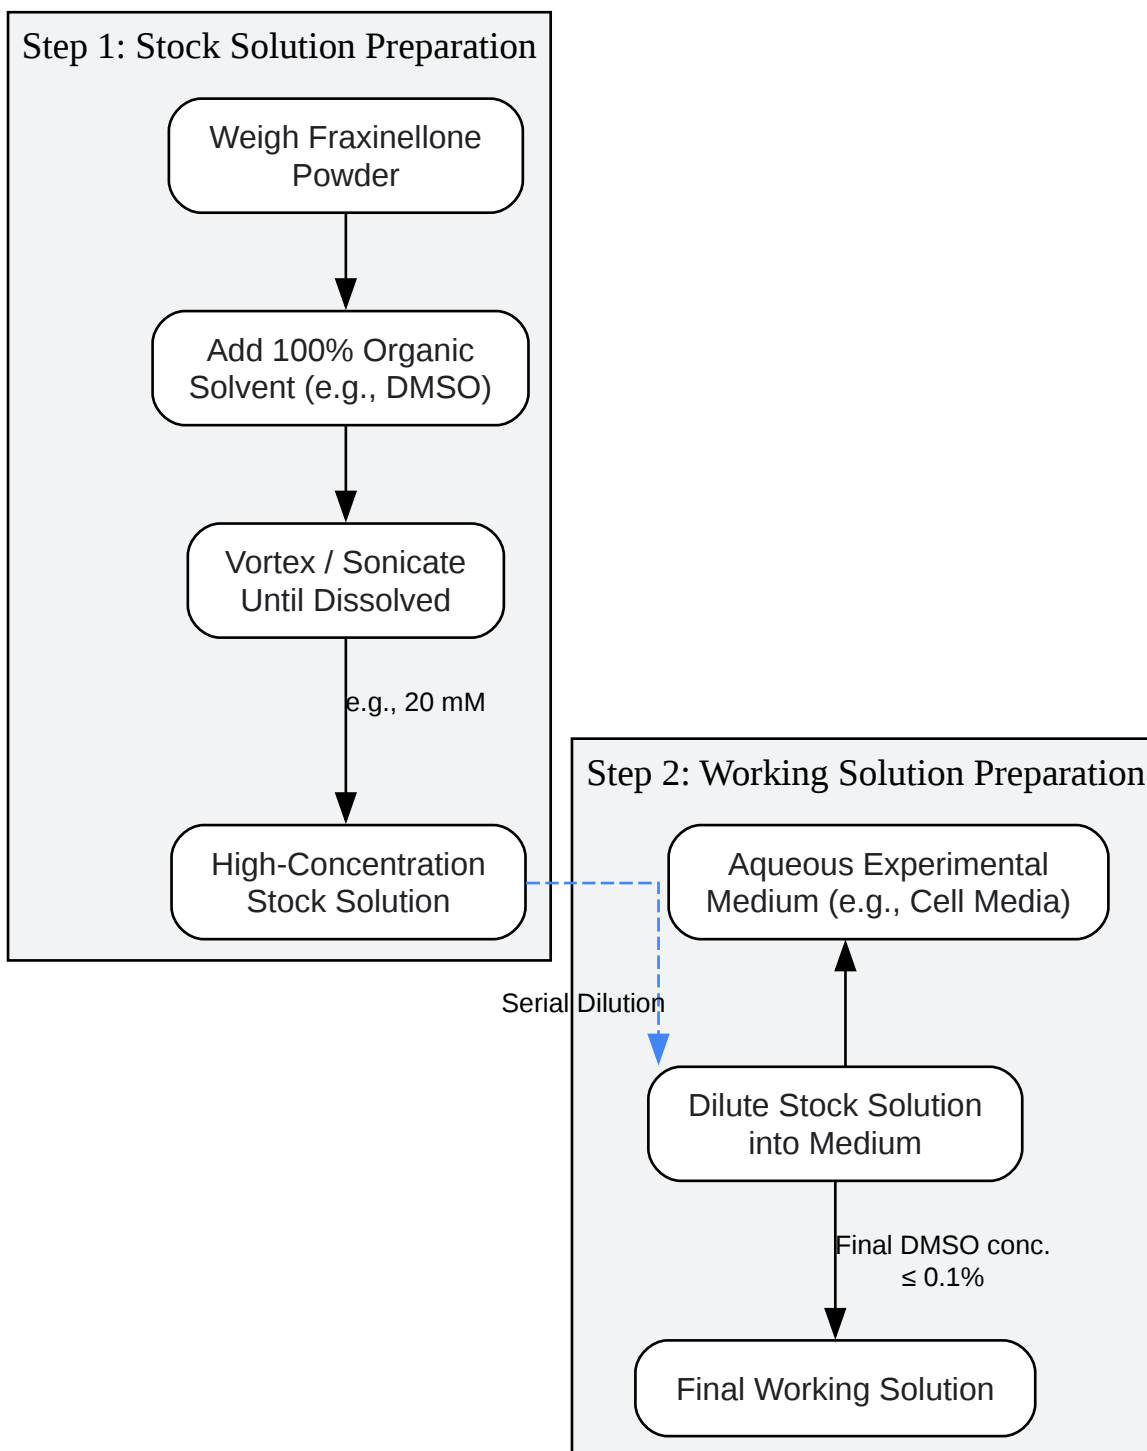 Step 1: Stock Solution Preparation
Weigh Fraxinellone
Powder
Add 100% Organic
Solvent (e.g., DMSO)
Vortex / Sonicate
Until Dissolved
e.g., 20 mM
High-Concentration
Stock Solution
Serial Dilution
Step 2: Working Solution Preparation
Aqueous Experimental
Medium (e.g., Cell Media)
Dilute Stock Solution
into Medium
Final DMSO conc.
≤ 0.1%
Final Working Solution